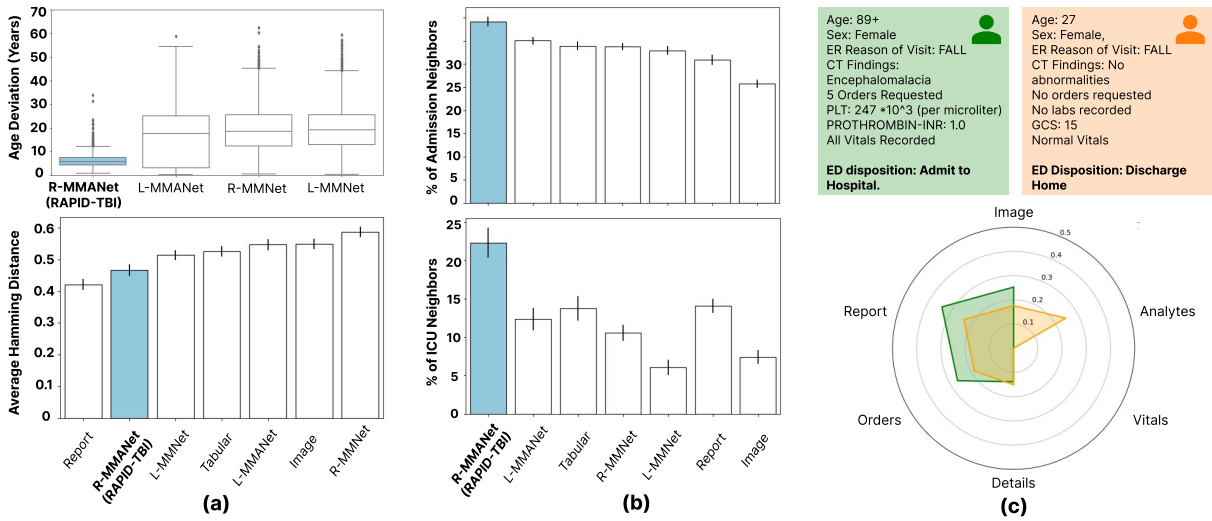 Age Deviation (Years)
70
60
50
40
30
20
10
0
R-MMANet
(RAPID-TBI)
L-MMANet
R-MMNet
L-MMNet
Average Hamming Distance
0.6
0.5
0.4
0.3
0.2
0.1
0
Report
R-MMANet
(RAPID-TBI)
L-MMNet
Tabular
L-MMANet
Image
R-MMNet
(a)
% of Admission Neighbors
30
25
20
15
10
5
0
% of ICU Neighbors
25
20
15
10
5
0
R-MMANet
(RAPID-TBI)
L-MMANet
Tabular
R-MMNet
L-MMNet
Report
Image
(b)
Age: 89+
Sex: Female
ER Reason of Visit: FALL
CT Findings:
Encephalomalacia
5 Orders Requested
PLT: 247 *10^3 (per microliter)
PROTHROMBIN-INR: 1.0
All Vitals Recorded
ED disposition: Admit to
Hospital.
Age: 27
Sex: Female,
ER Reason of Visit: FALL
CT Findings: No
abnormalities
No orders requested
No labs recorded
GCS: 15
Normal Vitals
ED Disposition: Discharge
Home
Image
0.5
0.4
0.3
0.2
0.1
Report
Analytes
Orders
Vitals
Details
(c)